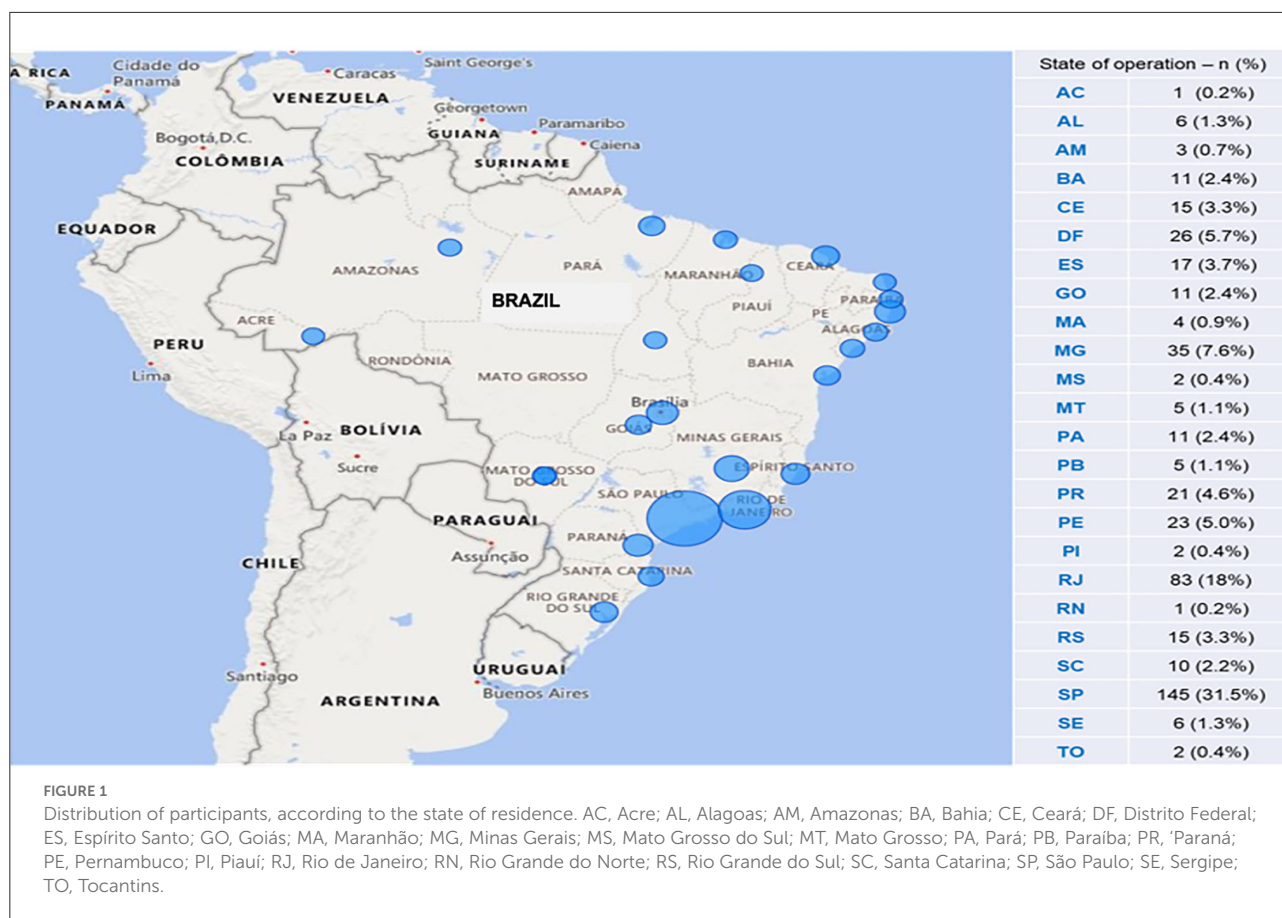 Cidade do
Panamá
A RICA
PANAMÁ
Caracas
Saint George's
VENEZUELA
Georgetown
Paramaribo
GUIANA
Caiena
SURINAME
Bogotá,D.C.
COLÔMBIA
AMAPÁ
EQUADOR
AMAZONAS
PARÁ
MARANHÃO
CEARÁ
BRAZIL
PIAUÍ
PARAÍBA
PE
ALAGOAS
ACRE
PERU
RONDÔNIA
Lima
MATO GROSSO
BAHIA
Brasília
La Paz
BOLÍVIA
GOIÁS
MINAS GERAIS
Sucre
MATO GROSSO
DO SUL
ESPÍRITO SANTO
SÃO PAULO
RIO DE
JANEIRO
PARAGUAI
PARANÁ
Assunção
CHILE
SANTA CATARINA
RIO GRANDE
DO SUL
Santiago
URUGUAI
Buenos Aires
ARGENTINA
State of operation – n (%)
AC 1 (0.2%)
AL 6 (1.3%)
AM 3 (0.7%)
BA 11 (2.4%)
CE 15 (3.3%)
DF 26 (5.7%)
ES 17 (3.7%)
GO 11 (2.4%)
MA 4 (0.9%)
MG 35 (7.6%)
MS 2 (0.4%)
MT 5 (1.1%)
PA 11 (2.4%)
PB 5 (1.1%)
PR 21 (4.6%)
PE 23 (5.0%)
PI 2 (0.4%)
RJ 83 (18%)
RN 1 (0.2%)
RS 15 (3.3%)
SC 10 (2.2%)
SP 145 (31.5%)
SE 6 (1.3%)
TO 2 (0.4%)
FIGURE 1
Distribution of participants, according to the state of residence. AC, Acre; AL, Alagoas; AM, Amazonas; BA, Bahia; CE, Ceará; DF, Distrito Federal;
ES, Espírito Santo; GO, Goiás; MA, Maranhão; MG, Minas Gerais; MS, Mato Grosso do Sul; MT, Mato Grosso; PA, Pará; PB, Paraíba; PR, ‘Paraná;
PE, Pernambuco; PI, Piauí; RJ, Rio de Janeiro; RN, Rio Grande do Norte; RS, Rio Grande do Sul; SC, Santa Catarina; SP, São Paulo; SE, Sergipe;
TO, Tocantins.